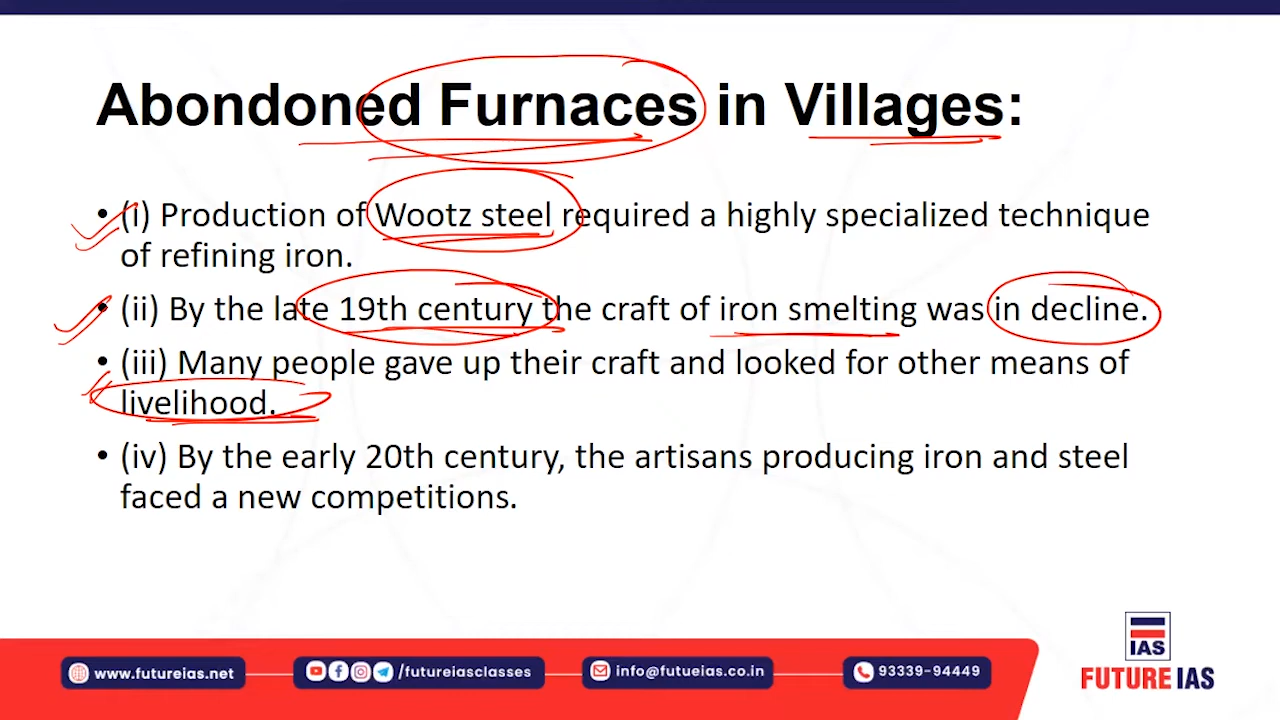 Abondoned Furnaces in Villages:
• (i) Production of Wootz steel required a highly specialized technique
of refining iron.
• (ii) By the late 19th century the craft of iron smelting was in decline.
• (iii) Many people gave up their craft and looked for other means of
livelihood.
• (iv) By the early 20th century, the artisans producing iron and steel
faced a new competitions.
IAS
www.futureias.net
/futureiasclasses
info@futueias.co.in
93339-94449
FUTURE IAS